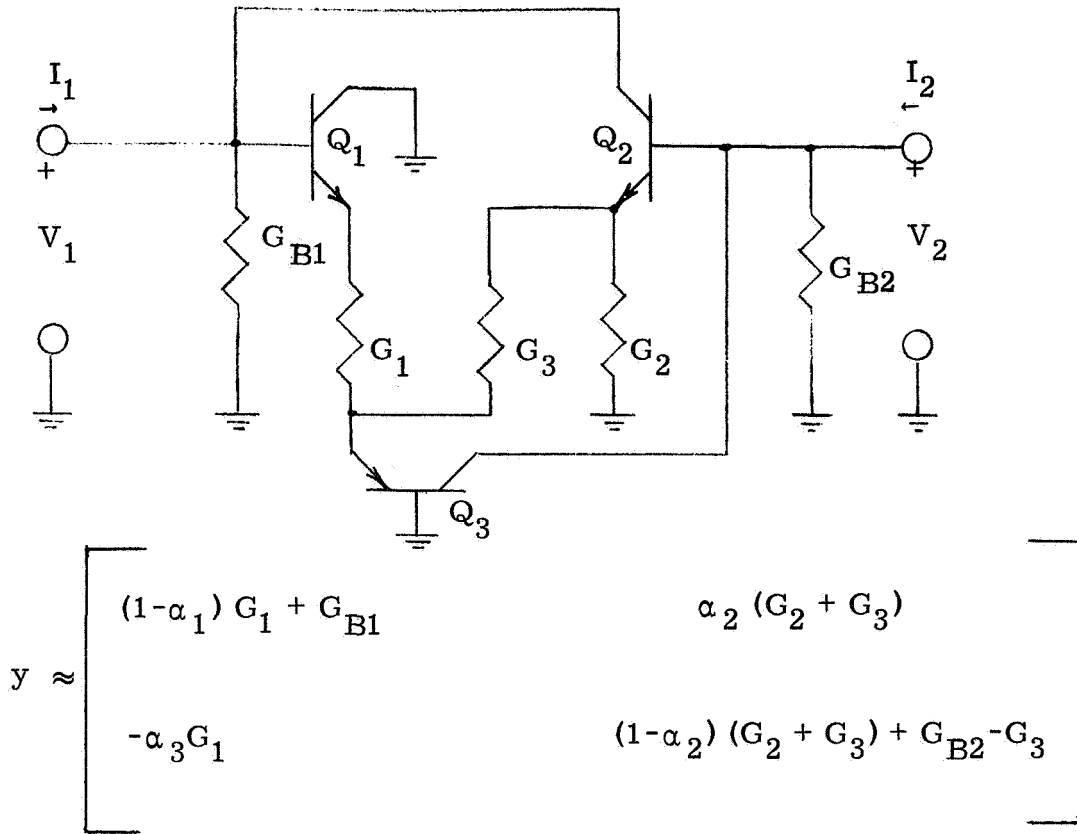 I1 I2
Q1 Q2
+ +
V1 GB1 V2
GB2
G1 G3 G2
Q3
y ≈
(1-α1) G1 + GB1 α2 (G2 + G3)
-α3G1 (1-α2) (G2 + G3) + GB2-G3